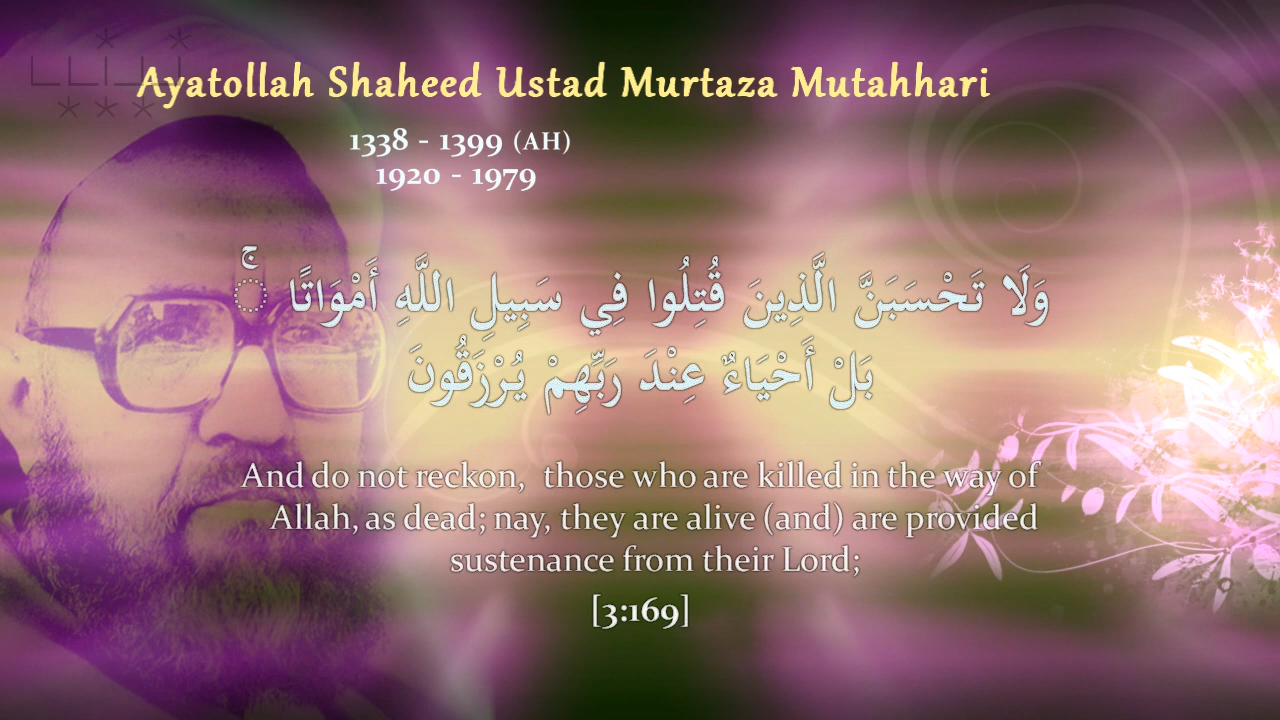 Ayatollah Shaheed Ustad Murtaza Mutahhari
1338 - 1399 (AH)
1920 - 1979
وَلَا تَحْسَبَنَّ الَّذِينَ قُتِلُوا فِي سَبِيلِ اللَّهِ أَمْوَاتًا ۚ
بَلْ أَحْيَاءٌ عِنْدَ رَبِّهِمْ يُرْزَقُونَ
And do not reckon, those who are killed in the way of
Allah, as dead; nay, they are alive (and) are provided
sustenance from their Lord;
[3:169]